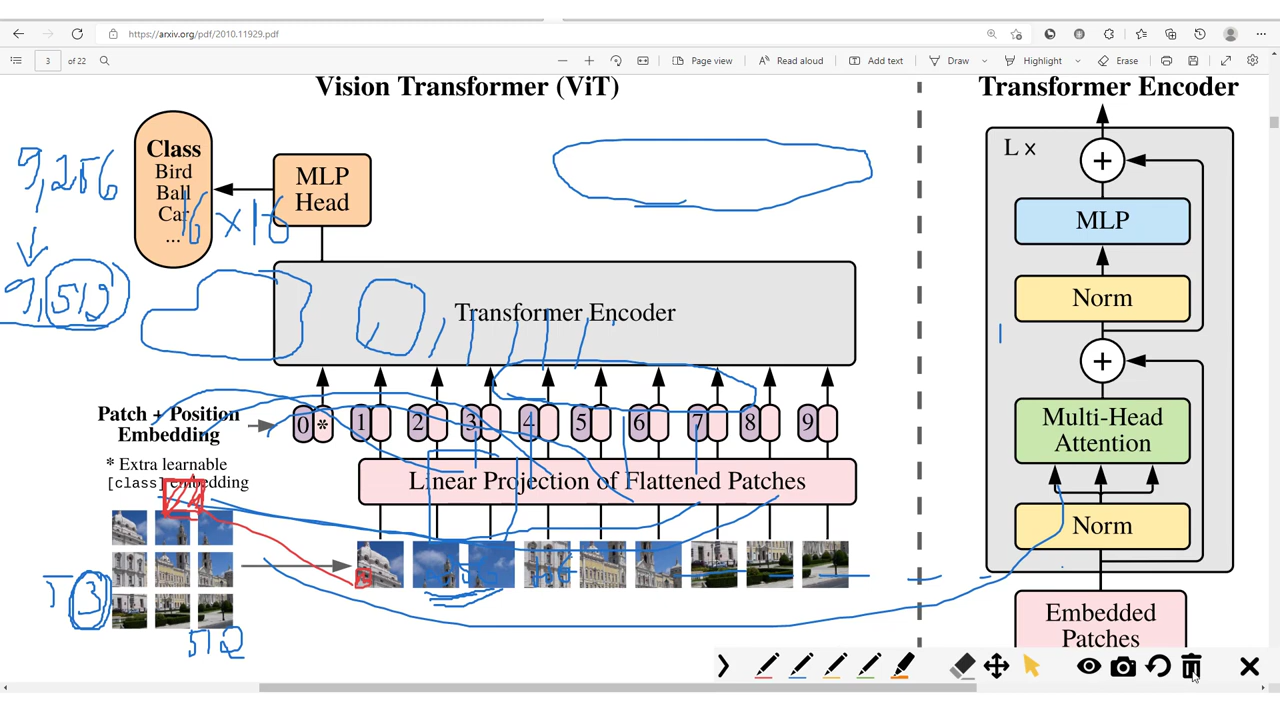 https://arxiv.org/pdf/2010.11929.pdf
3 of 22
Page view
Read aloud
Add text
Draw
Highlight
Erase
Vision Transformer (ViT)
Transformer Encoder
Class
Bird
Ball
Car
...
MLP
Head
9,256
16 x 16
9,512
Transformer Encoder
Patch + Position
Embedding
* Extra learnable
[class] embedding
0 * 1 2 3 4 5 6 7 8 9
Linear Projection of Flattened Patches
3
512
L x
+
MLP
Norm
+
Multi-Head
Attention
Norm
Embedded
Patches